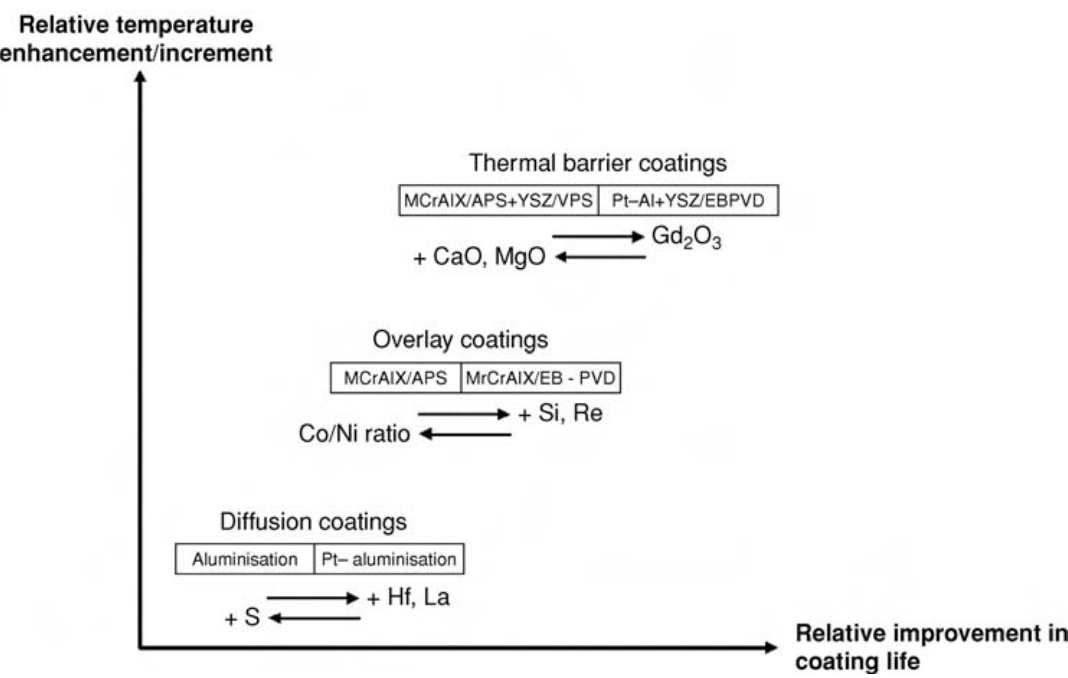 Relative temperature
enhancement/increment
Thermal barrier coatings
MCrAlX/APS+YSZ/VPS Pt–Al+YSZ/EBPVD
Gd₂O₃
+ CaO, MgO
Overlay coatings
MCrAlX/APS MrCrAlX/EB - PVD
+ Si, Re
Co/Ni ratio
Diffusion coatings
Aluminisation Pt– aluminisation
+ Hf, La
+ S
Relative improvement in
coating life